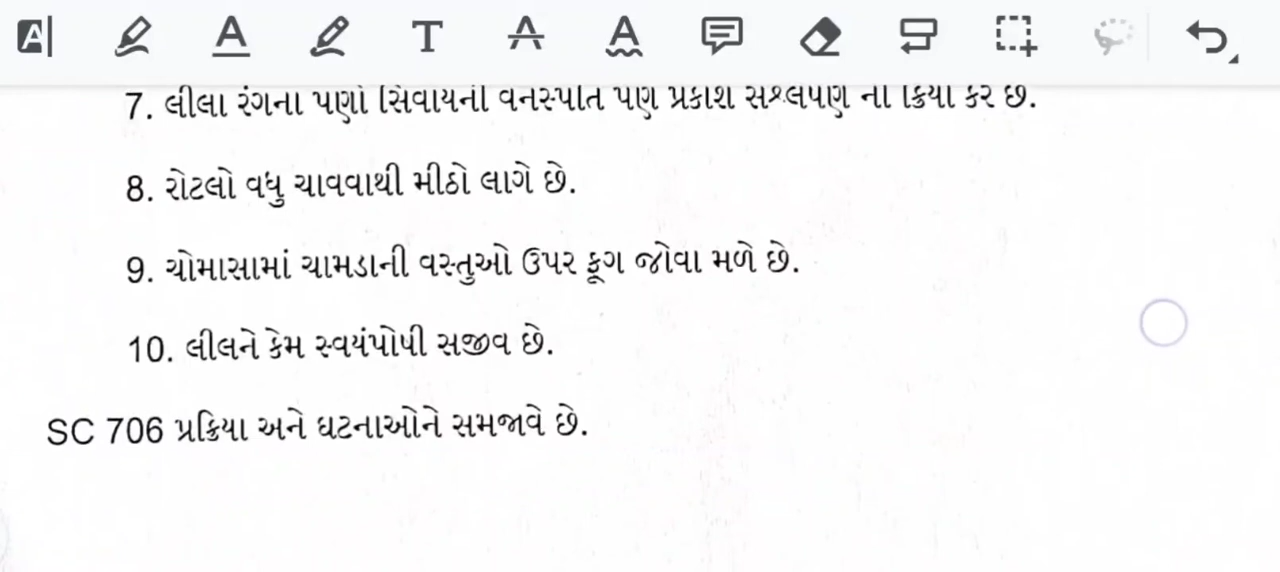 7. લીલા રંગના પર્ણો સિવાયની વનસ્પતિ પણ પ્રકાશ સંશ્લેષણ ની ક્રિયા કરે છે.
8. રોટલો વધુ ચાવવાથી મીઠો લાગે છે.
9. ચોમાસામાં ચામડાની વસ્તુઓ ઉપર ફૂગ જોવા મળે છે.
10. લીલને કેમ સ્વયંપોષી સજીવ છે.
SC 706 પ્રક્રિયા અને ઘટનાઓને સમજાવે છે.